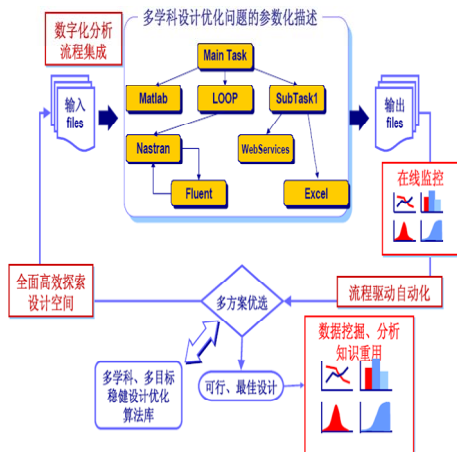 数字化分析
流程集成
多学科设计优化问题的参数化描述
Main Task
Matlab
LOOP
SubTask1
Nastran
WebServices
Fluent
Excel
输入
files
输出
files
在线监控
全面高效探索
设计空间
多方案优选
流程驱动自动化
多学科、多目标
稳健设计优化
算法库
可行、最佳设计
数据挖掘、分析
知识重用